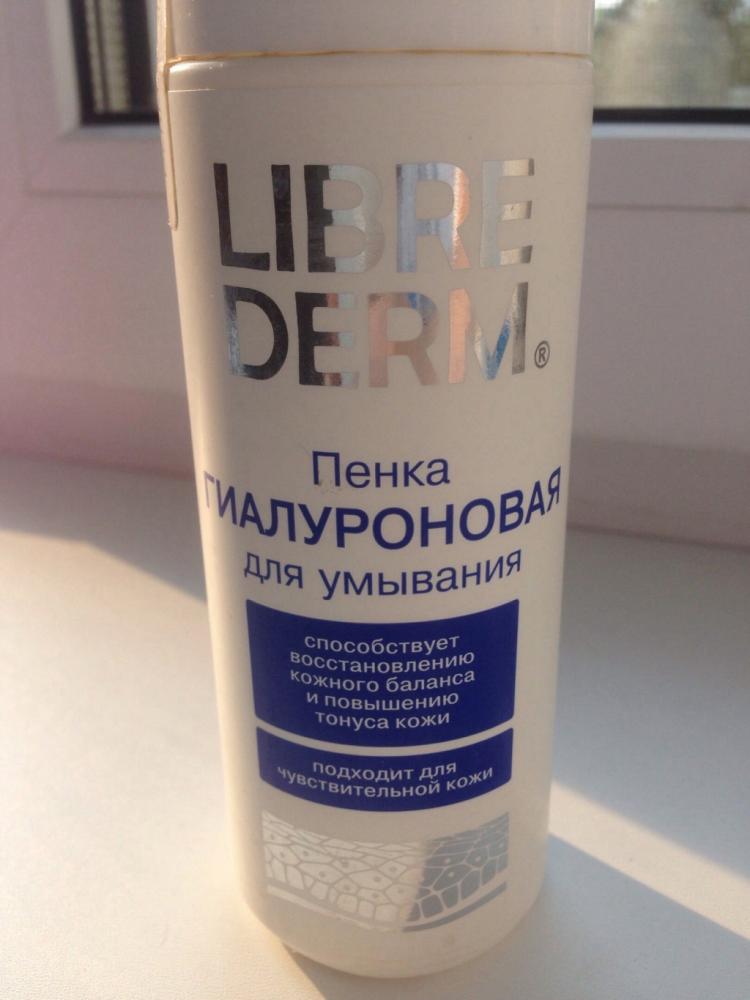 LIBRE
DERM®
Пенка
ГИАЛУРОНОВАЯ
для умывания
способствует
восстановлению
кожного баланса
и повышению
тонуса кожи
подходит для
чувствительной кожи